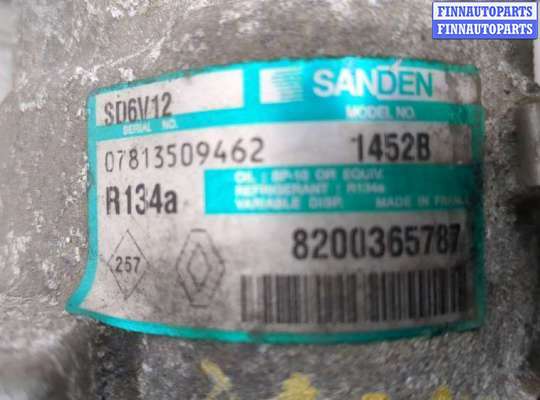 FINNAUTOPARTS
FINNAUTOPARTS
SANDEN
SD6V12
SERIAL NO.
MODEL NO.
07813509462
1452B
R134a
OIL : SP-10 OR EQUIV.
REFRIGERANT : R134a
VARIABLE DISP. MADE IN FRANCE
8200365787
257